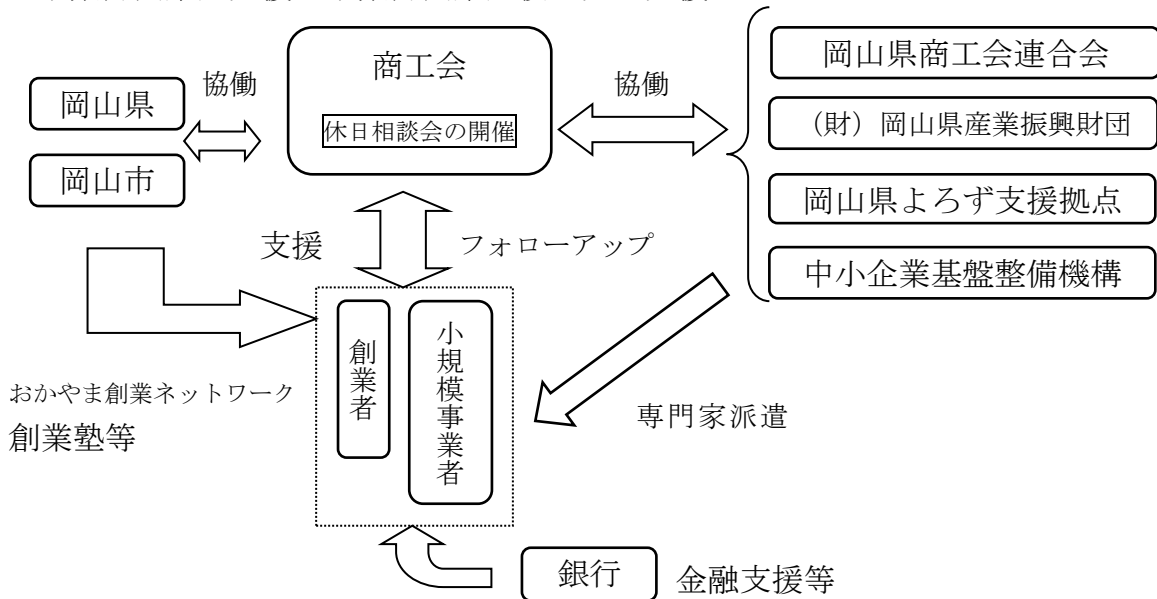 商工会
休日相談会の開催
協働
岡山県
岡山市
協働
岡山県商工会連合会
（財）岡山県産業振興財団
岡山県よろず支援拠点
中小企業基盤整備機構
支援
フォローアップ
創業者
小規模事業者
おかやま創業ネットワーク
創業塾等
専門家派遣
銀行
金融支援等